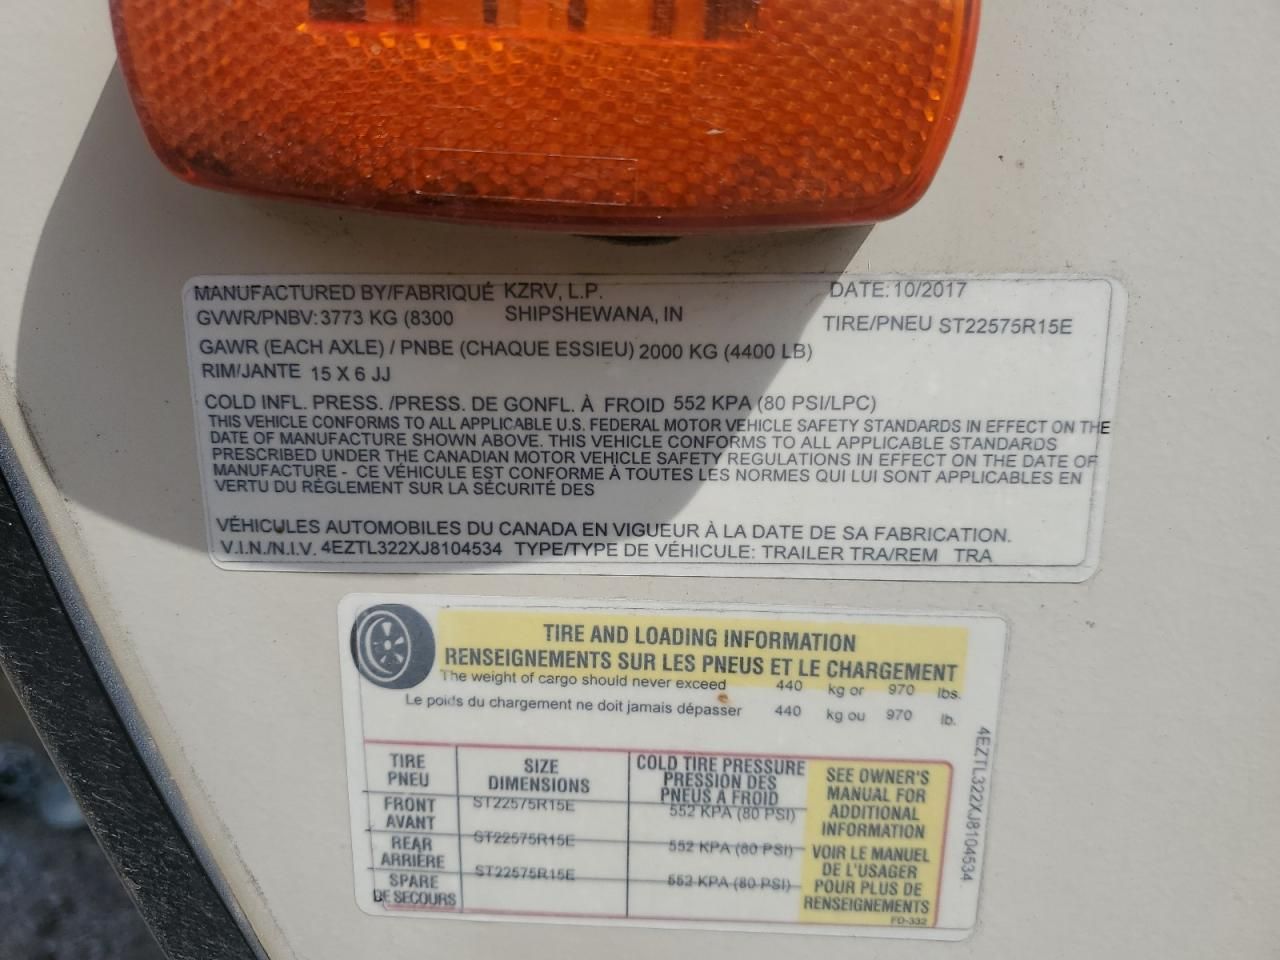 MANUFACTURED BY/FABRIQUÉ KZRV, L.P. DATE: 10/2017
GVWR/PNBV: 3773 KG (8300 SHIPSHEWANA, IN TIRE/PNEU ST22575R15E
GAWR (EACH AXLE) / PNBE (CHAQUE ESSIEU) 2000 KG (4400 LB)
RIM/JANTE 15 X 6 JJ
COLD INFL. PRESS. /PRESS. DE GONFL. À FROID 552 KPA (80 PSI/LPC)
THIS VEHICLE CONFORMS TO ALL APPLICABLE U.S. FEDERAL MOTOR VEHICLE SAFETY STANDARDS IN EFFECT ON THE
DATE OF MANUFACTURE SHOWN ABOVE. THIS VEHICLE CONFORMS TO ALL APPLICABLE STANDARDS
PRESCRIBED UNDER THE CANADIAN MOTOR VEHICLE SAFETY REGULATIONS IN EFFECT ON THE DATE OF
MANUFACTURE - CE VÉHICULE EST CONFORME À TOUTES LES NORMES QUI LUI SONT APPLICABLES EN
VERTU DU RÈGLEMENT SUR LA SÉCURITÉ DES
VÉHICULES AUTOMOBILES DU CANADA EN VIGUEUR À LA DATE DE SA FABRICATION.
V.I.N./N.I.V. 4EZTL322XJ8104534 TYPE/TYPE DE VÉHICULE: TRAILER TRA/REM TRA
TIRE AND LOADING INFORMATION
RENSEIGNEMENTS SUR LES PNEUS ET LE CHARGEMENT
The weight of cargo should never exceed 440 kg or 970 lbs.
Le poids du chargement ne doit jamais dépasser 440 kg ou 970 lb.
TIRE
PNEU
SIZE
DIMENSIONS
COLD TIRE PRESSURE
PRESSION DES
PNEUS A FROID
FRONT
AVANT
ST22575R15E
552 KPA (80 PSI)
REAR
ARRIÈRE
ST22575R15E
552 KPA (80 PSI)
SPARE
DE SECOURS
ST22575R15E
552 KPA (80 PSI)
SEE OWNER'S
MANUAL FOR
ADDITIONAL
INFORMATION
VOIR LE MANUEL
DE L'USAGER
POUR PLUS DE
RENSEIGNEMENTS
FD-332
4EZTL322XJ8104534